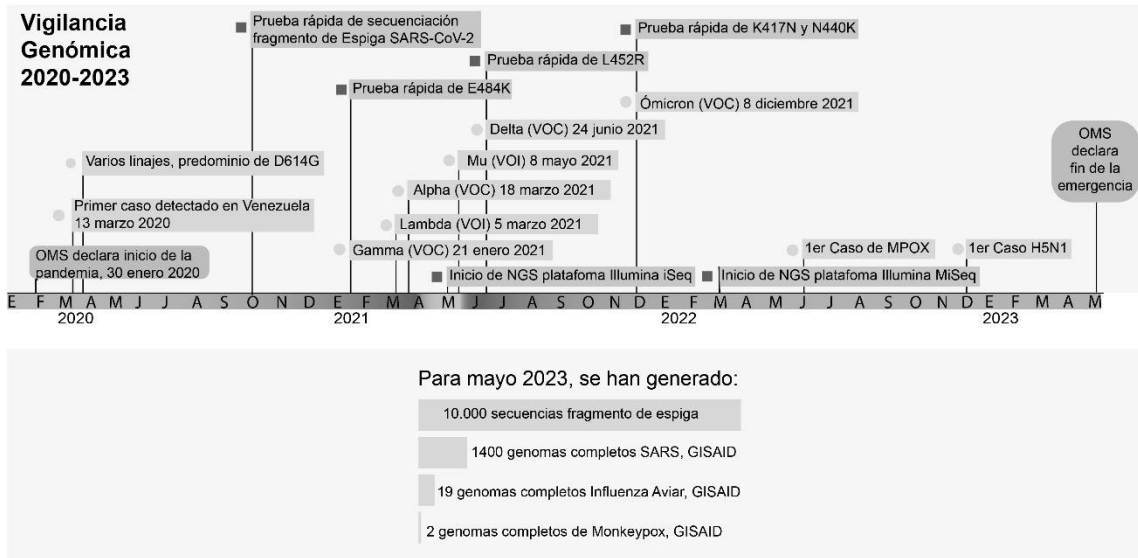 Vigilancia
Genómica
2020-2023
Prueba rápida de secuenciación
fragmento de Espiga SARS-CoV-2
Prueba rápida de K417N y N440K
Prueba rápida de L452R
Prueba rápida de E484K
Ómicron (VOC) 8 diciembre 2021
Delta (VOC) 24 junio 2021
OMS
declara
fin de la
emergencia
Varios linajes, predominio de D614G
Mu (VOI) 8 mayo 2021
Alpha (VOC) 18 marzo 2021
Primer caso detectado en Venezuela
13 marzo 2020
Lambda (VOI) 5 marzo 2021
Gamma (VOC) 21 enero 2021
1er Caso de MPOX
1er Caso H5N1
OMS declara inicio de la
pandemia, 30 enero 2020
Inicio de NGS platafoma Illumina iSeq
Inicio de NGS platafoma Illumina MiSeq
E F M A M J J A S O N D E F M A M J J A S O N D E F M A M J J A S O N D E F M A M
2020 2021 2022 2023
Para mayo 2023, se han generado:
10.000 secuencias fragmento de espiga
1400 genomas completos SARS, GISAID
19 genomas completos Influenza Aviar, GISAID
2 genomas completos de Monkeypox, GISAID